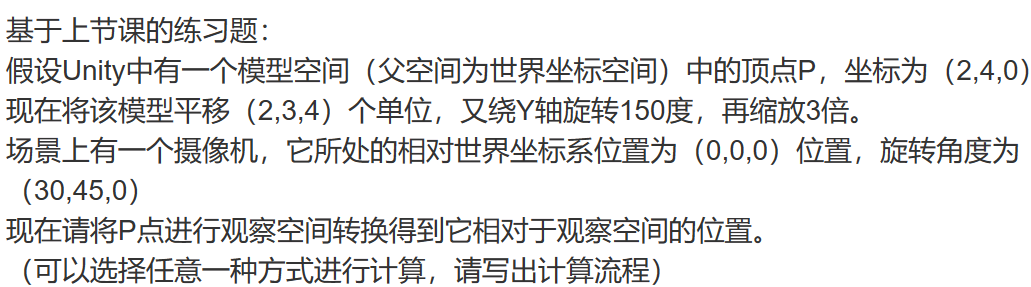 基于上节课的练习题：
假设Unity中有一个模型空间（父空间为世界坐标空间）中的顶点P，坐标为（2,4,0）
现在将该模型平移（2,3,4）个单位，又绕Y轴旋转150度，再缩放3倍。
场景上有一个摄像机，它所处的相对世界坐标系位置为（0,0,0）位置，旋转角度为
（30,45,0）
现在请将P点进行观察空间转换得到它相对于观察空间的位置。
（可以选择任意一种方式进行计算，请写出计算流程）